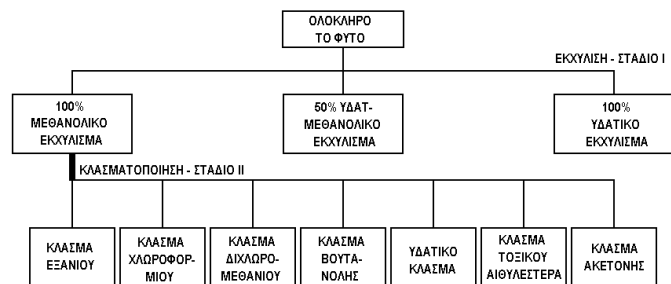 ΟΛΟΚΛΗΡΟ
ΤΟ ΦΥΤΟ
ΕΚΧΥΛΙΣΗ - ΣΤΑΔΙΟ Ι
100%
ΜΕΘΑΝΟΛΙΚΟ
ΕΚΧΥΛΙΣΜΑ
50% ΥΔΑΤ-
ΜΕΘΑΝΟΛΙΚΟ
ΕΚΧΥΛΙΣΜΑ
100%
ΥΔΑΤΙΚΟ
ΕΚΧΥΛΙΣΜΑ
ΚΛΑΣΜΑΤΟΠΟΙΗΣΗ - ΣΤΑΔΙΟ ΙΙ
ΚΛΑΣΜΑ
ΕΞΑΝΙΟΥ
ΚΛΑΣΜΑ
ΧΛΩΡΟΦΟΡ-
ΜΙΟΥ
ΚΛΑΣΜΑ
ΔΙΧΛΩΡΟ-
ΜΕΘΑΝΙΟΥ
ΚΛΑΣΜΑ
ΒΟΥΤΑ-
ΝΟΛΗΣ
ΥΔΑΤΙΚΟ
ΚΛΑΣΜΑ
ΚΛΑΣΜΑ
ΤΟΞΙΚΟΥ
ΑΙΘΥΛΕΣΤΕΡΑ
ΚΛΑΣΜΑ
ΑΚΕΤΟΝΗΣ